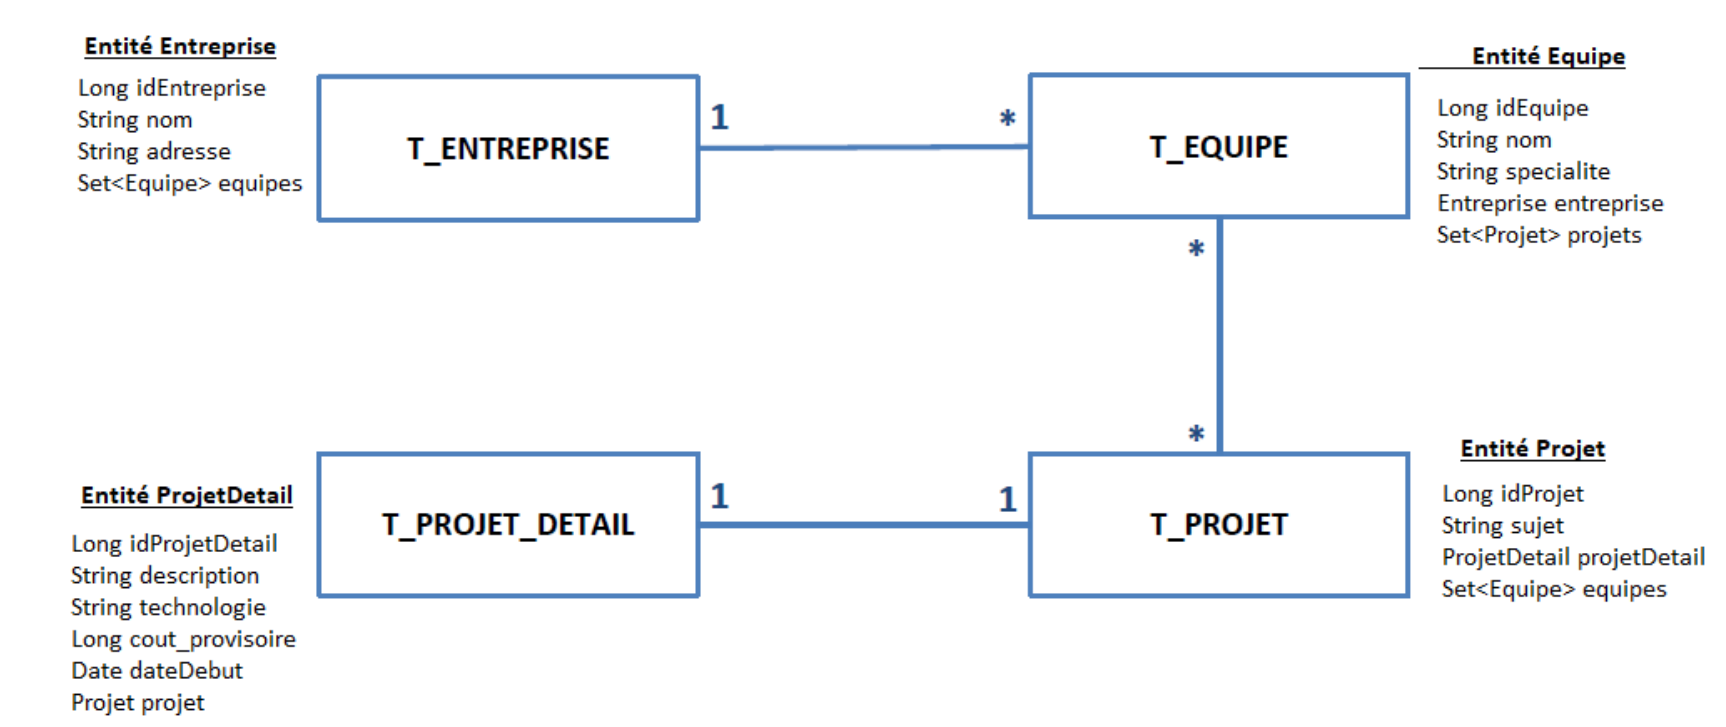 Entité Entreprise
Long idEntreprise
String nom
String adresse
Set<Equipe> equipes
T_ENTREPRISE
1
*
T_EQUIPE
Entité Equipe
Long idEquipe
String nom
String specialite
Entreprise entreprise
Set<Projet> projets
*
*
Entité ProjetDetail
Long idProjetDetail
String description
String technologie
Long cout_provisoire
Date dateDebut
Projet projet
T_PROJET_DETAIL
1
1
T_PROJET
Entité Projet
Long idProjet
String sujet
ProjetDetail projetDetail
Set<Equipe> equipes